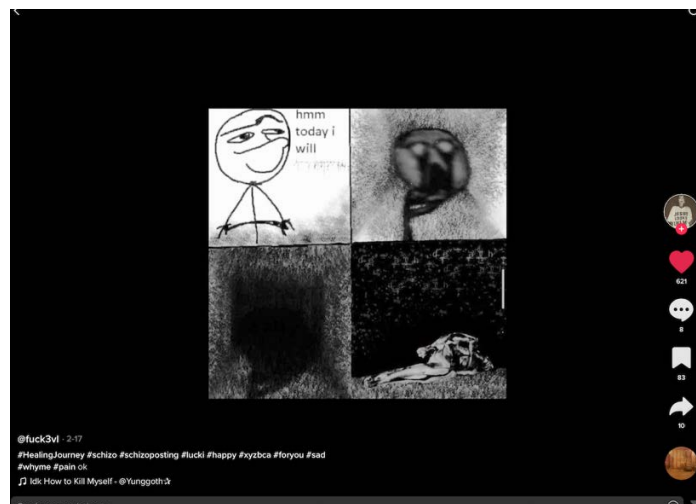 hmm
today i
will
621
8
83
10
@fuck3vl · 2-17
#HealingJourney #schizo #schizoposting #lucki #happy #xyzbca #foryou #sad
#whyme #pain ok
Idk How to Kill Myself - @Yunggoth✰